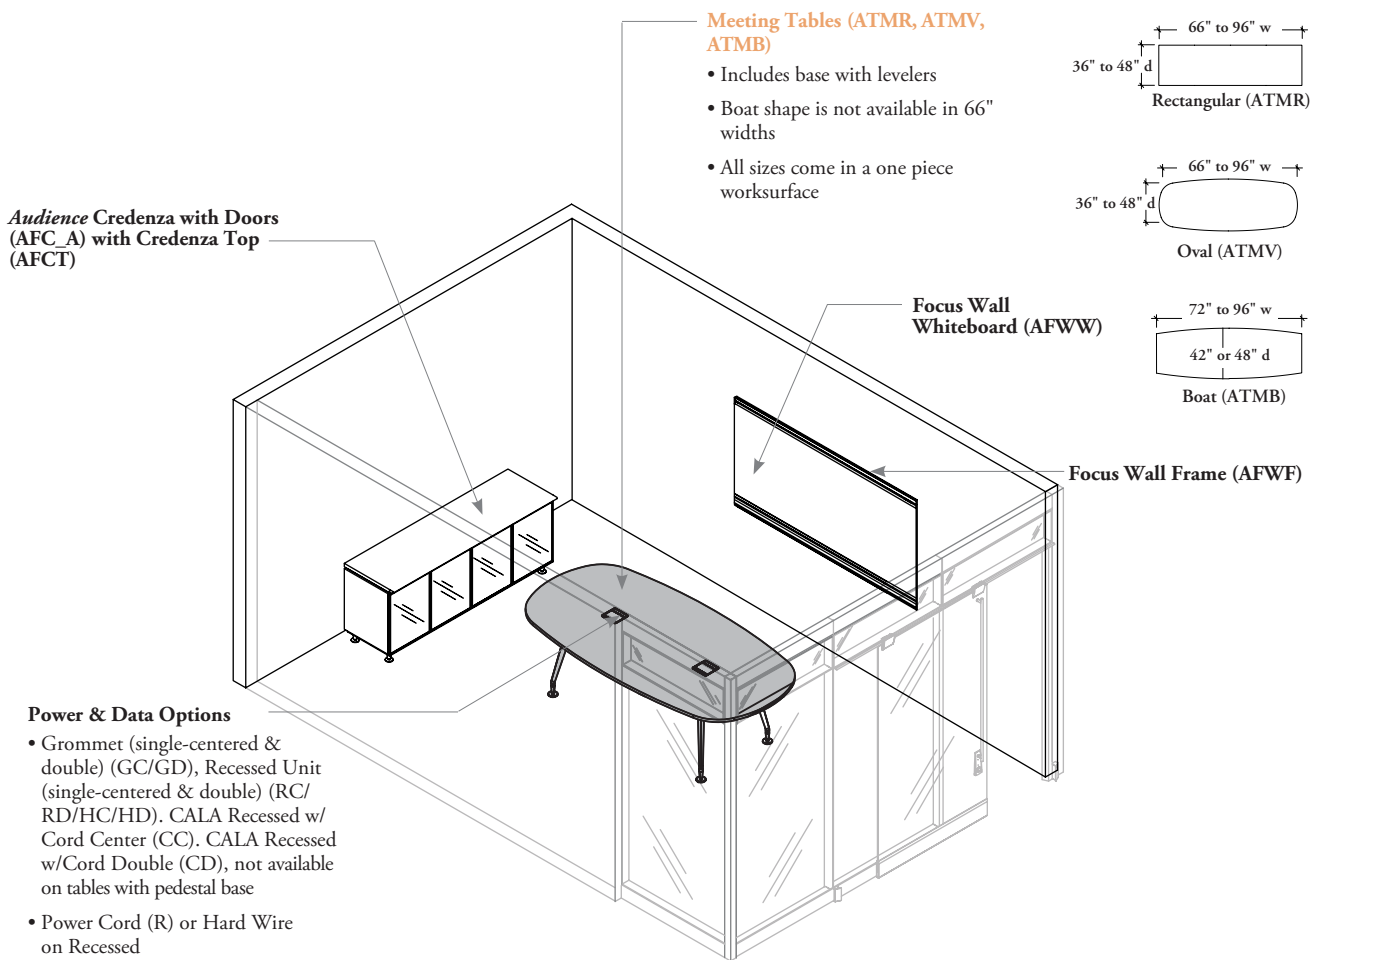 Meeting Tables (ATMR, ATMV,
ATMB)
• Includes base with levelers
• Boat shape is not available in 66"
widths
• All sizes come in a one piece
worksurface
66" to 96" w
36" to 48" d
Rectangular (ATMR)
66" to 96" w
36" to 48" d
Oval (ATMV)
72" to 96" w
42" or 48" d
Boat (ATMB)
Audience Credenza with Doors
(AFC_A) with Credenza Top
(AFCT)
Focus Wall
Whiteboard (AFWW)
Focus Wall Frame (AFWF)
Power & Data Options
• Grommet (single-centered &
double) (GC/GD), Recessed Unit
(single-centered & double) (RC/
RD/HC/HD). CALA Recessed w/
Cord Center (CC). CALA Recessed
w/Cord Double (CD), not available
on tables with pedestal base
• Power Cord (R) or Hard Wire
on Recessed